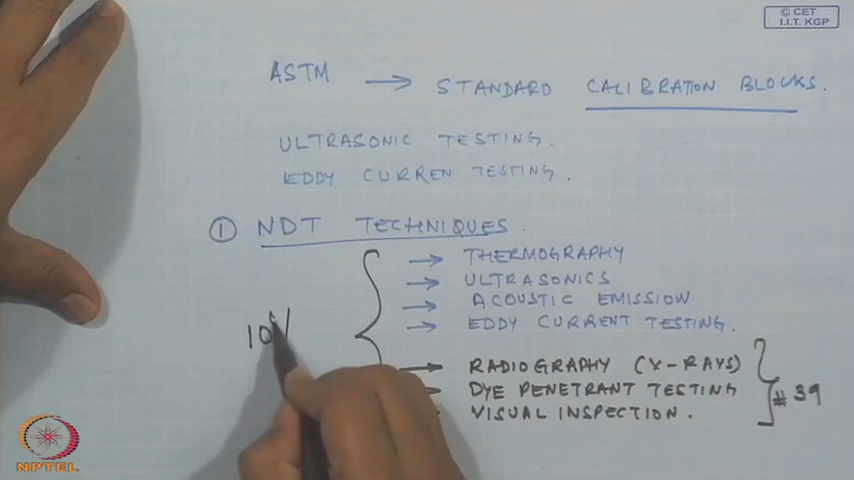 © CET
I.I.T. KGP
ASTM → STANDARD CALIBRATION BLOCKS.
ULTRASONIC TESTING.
EDDY CURREN TESTING.
① NDT TECHNIQUES.
→ THERMOGRAPHY
→ ULTRASONICS
→ ACOUSTIC EMISSION
→ EDDY CURRENT TESTING.
→ RADIOGRAPHY (X-RAYS)
DYE PENETRANT TESTING
VISUAL INSPECTION.
# 39
NPTEL